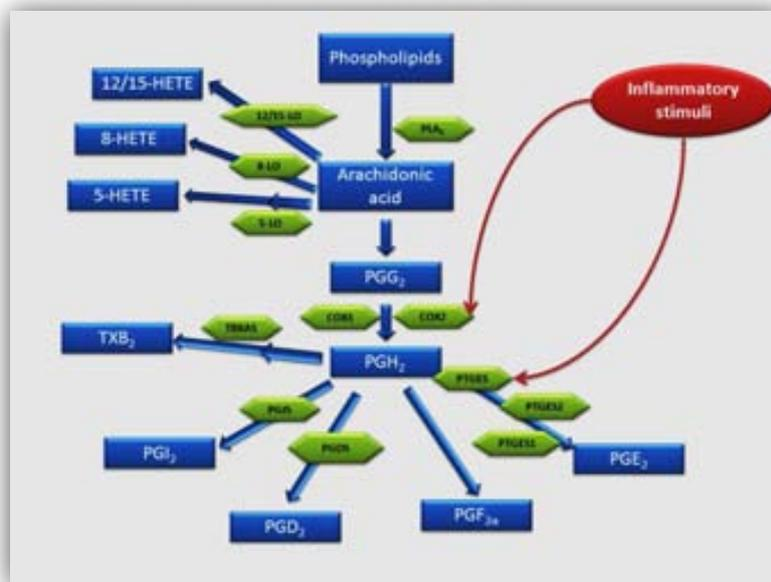 Phospholipids
12/15-HETE
Inflammatory
stimuli
12/15-LO
PLA₂
8-HETE
8-LO
Arachidonic
acid
5-HETE
5-LO
PGG₂
COX1
COX2
TXB₂
TBXAS
PGH₂
PTGES
PGIS
PTGES2
PGDS
PTGES1
PGI₂
PGE₂
PGD₂
PGF₂α